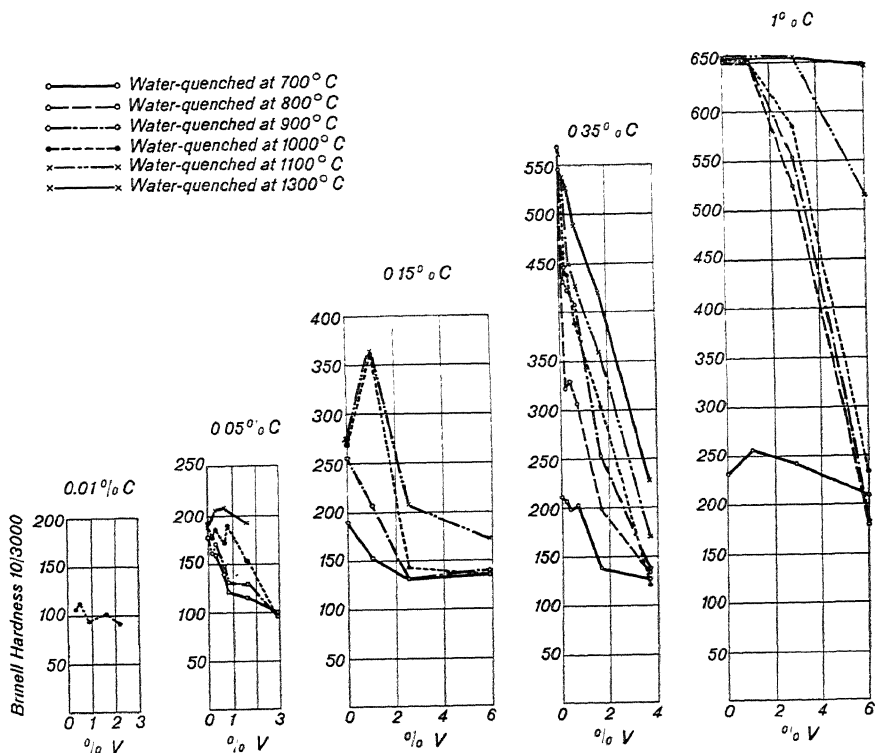 1°ₒ C
Water-quenched at 700° C
Water-quenched at 800° C
Water-quenched at 900° C
Water-quenched at 1000° C
Water-quenched at 1100° C
Water-quenched at 1300° C
650
600
550
500
450
400
350
300
250
200
150
100
50
0 2 4 6
% V
0 35°ₒ C
550
500
450
400
350
300
250
200
150
100
50
0 2 4
% V
0 15°ₒ C
400
350
300
250
200
150
100
50
0 2 4 6
% V
0 05% C
250
200
150
100
50
0 1 3
% V
0.01 % C
200
150
100
50
0 1 2 3
% V
Brinell Hardness 10/3000